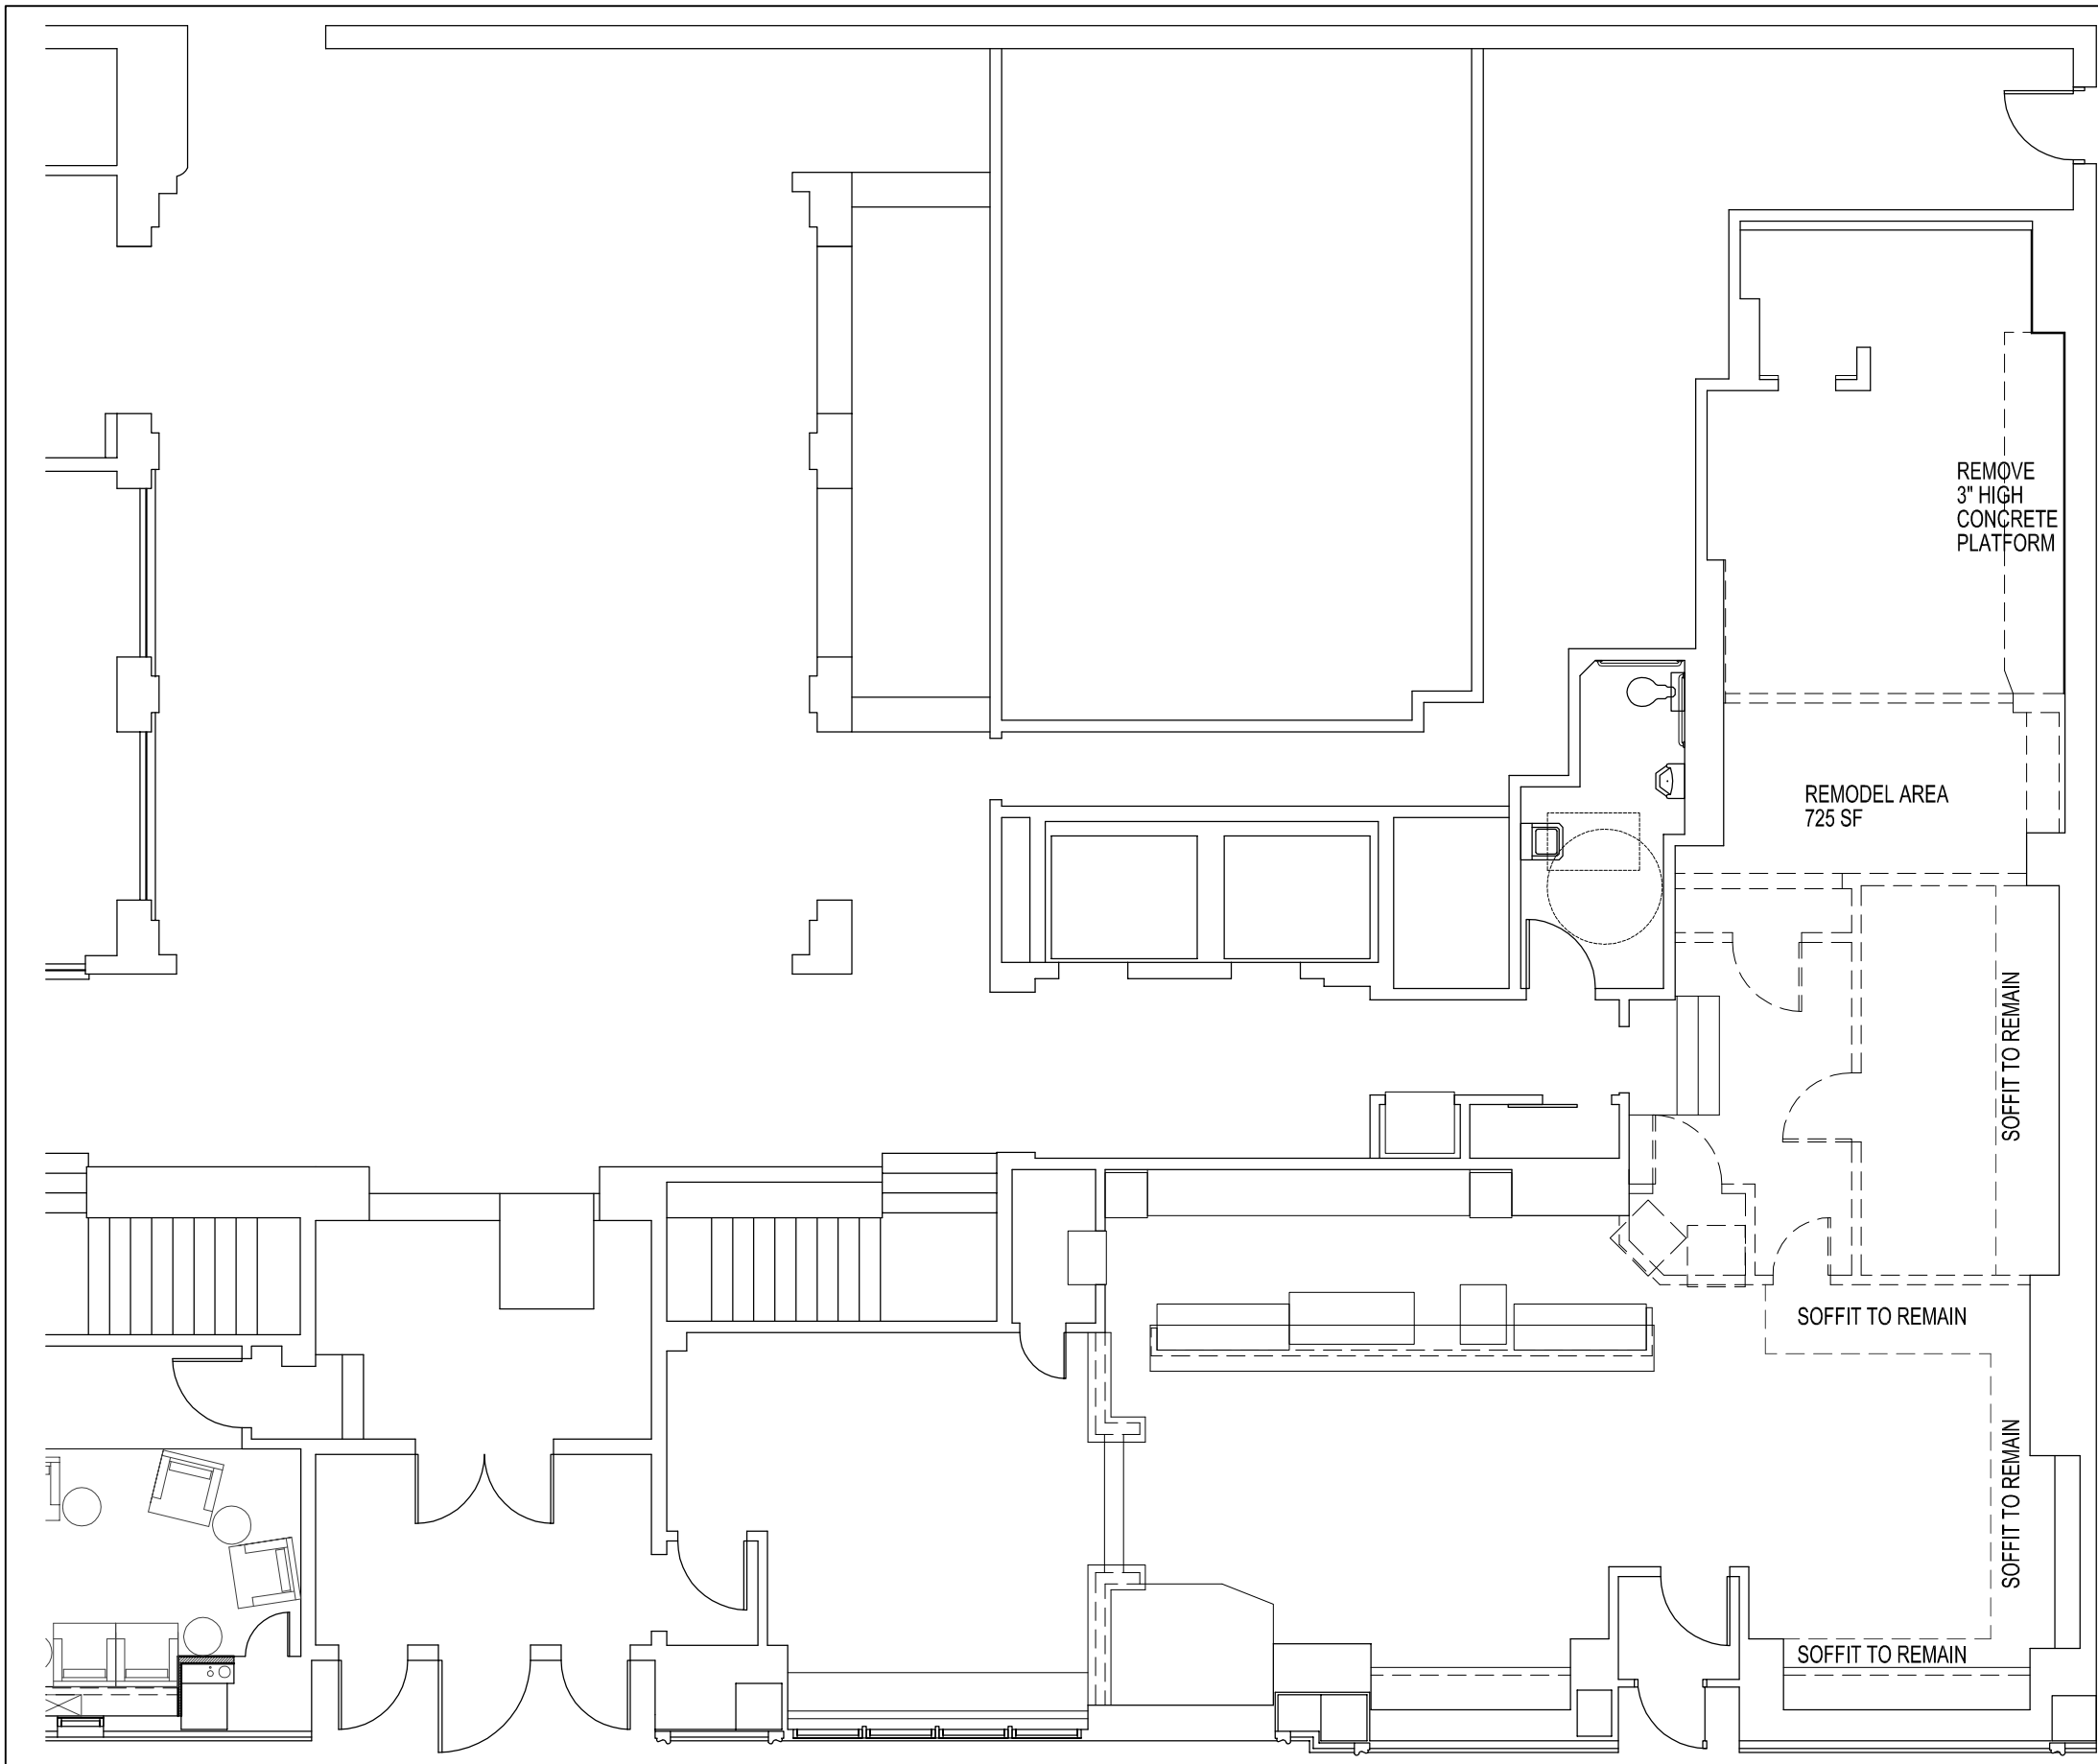 REMOVE
3" HIGH
CONCRETE
PLATFORM
REMODEL AREA
725 SF
SOFFIT TO REMAIN
SOFFIT TO REMAIN
SOFFIT TO REMAIN
SOFFIT TO REMAIN